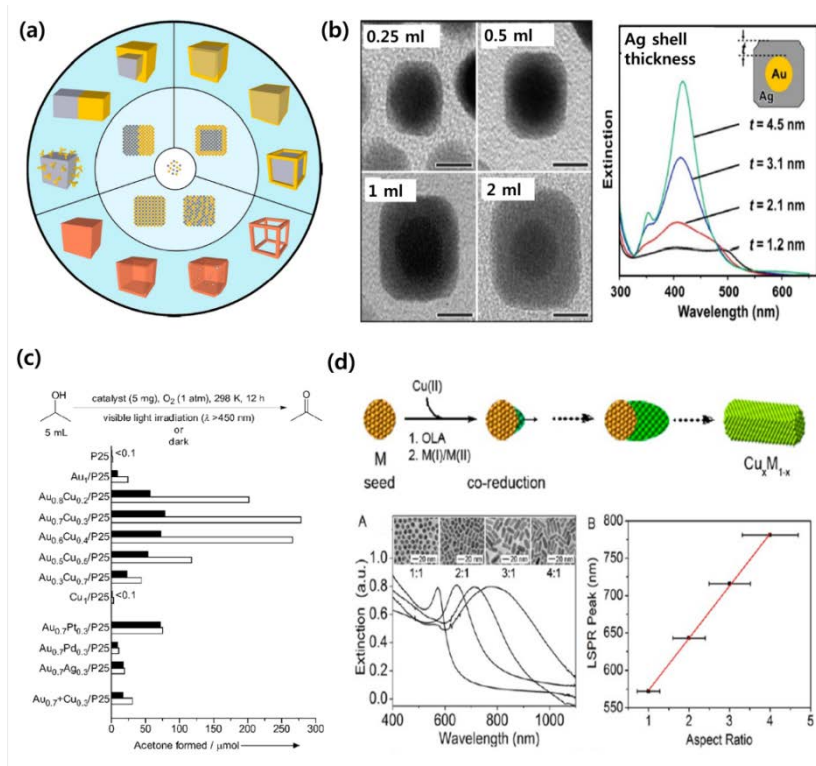 (a)
(b)
0.25 ml
0.5 ml
1 ml
2 ml
Ag shell
thickness
t
Au
Ag
t = 4.5 nm
t = 3.1 nm
t = 2.1 nm
t = 1.2 nm
Extinction
300 400 500 600
Wavelength (nm)
(c)
OH
5 mL
catalyst (5 mg), O2 (1 atm), 298 K, 12 h
visible light irradiation (λ >450 nm)
or
dark
O
P25 <0.1
Au1/P25
Au0.8Cu0.2/P25
Au0.7Cu0.3/P25
Au0.6Cu0.4/P25
Au0.5Cu0.5/P25
Au0.3Cu0.7/P25
Cu1/P25 <0.1
Au0.7Pt0.3/P25
Au0.7Pd0.3/P25
Au0.7Ag0.3/P25
Au0.7+Cu0.3/P25
0 50 100 150 200 250 300
Acetone formed / μmol
(d)
Cu(II)
1. OLA
2. M(I)/M(II)
M
seed
co-reduction
CuxM1-x
A
20 nm 20 nm 20 nm 20 nm
1:1 2:1 3:1 4:1
Extinction (a.u.)
1.0
0.8
0.6
0.4
0.2
0.0
400 600 800 1000
Wavelength (nm)
B
LSPR Peak (nm)
800
750
700
650
600
550
1 2 3 4 5
Aspect Ratio